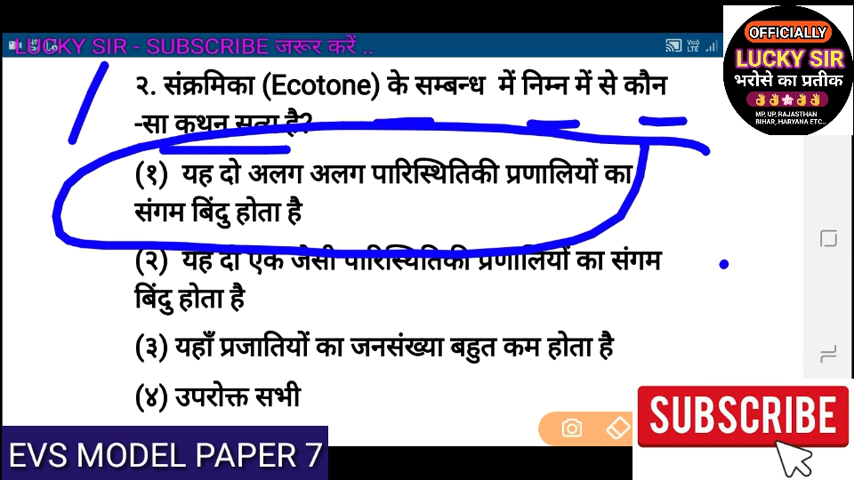 LUCKY SIR - SUBSCRIBE जरूर करें ..
OFFICIALLY
LUCKY SIR
भरोसे का प्रतीक
MP, UP, RAJASTHAN
BIHAR, HARYANA ETC..
२. संक्रमिका (Ecotone) के सम्बन्ध में निम्न में से कौन
-सा कथन सत्य है?
(१) यह दो अलग अलग पारिस्थितिकी प्रणालियों का
संगम बिंदु होता है
(२) यह दो एक जैसी पारिस्थितिकी प्रणालियों का संगम
बिंदु होता है
(३) यहाँ प्रजातियों का जनसंख्या बहुत कम होता है
(४) उपरोक्त सभी
SUBSCRIBE
EVS MODEL PAPER 7